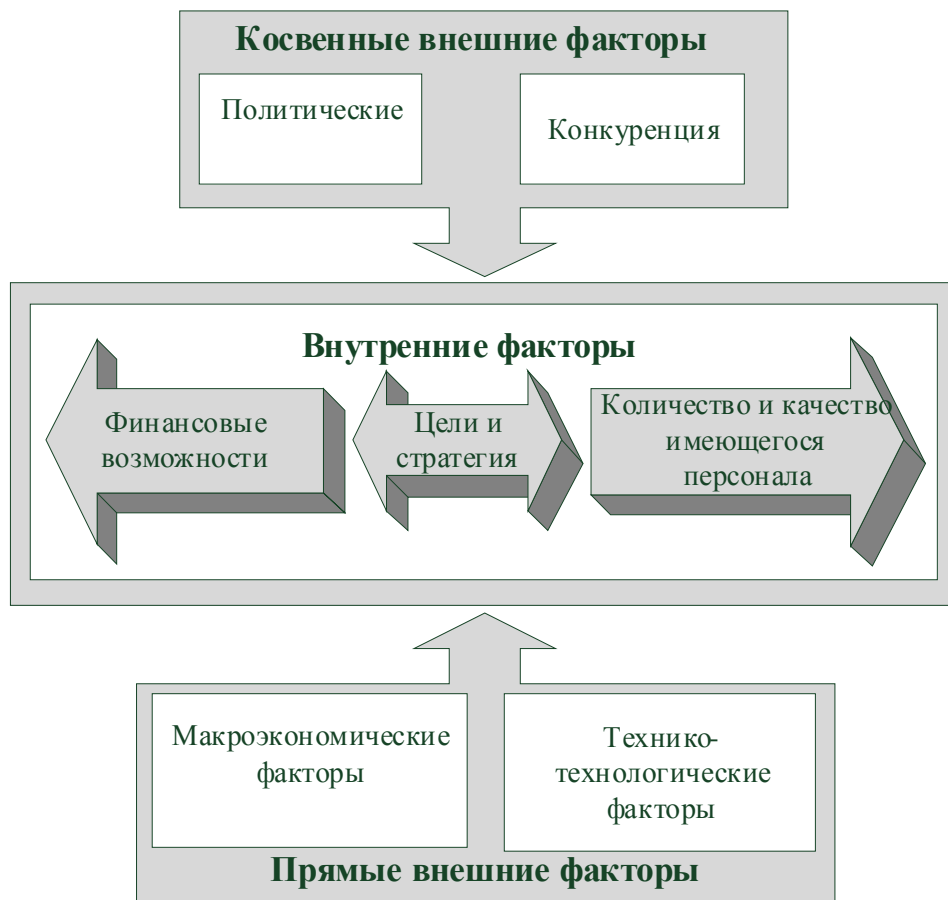 Косвенные внешние факторы
Политические
Конкуренция
Внутренние факторы
Финансовые
возможности
Цели и
стратегия
Количество и качество
имеющегося
персонала
Макроэкономические
факторы
Технико-
технологические
факторы
Прямые внешние факторы